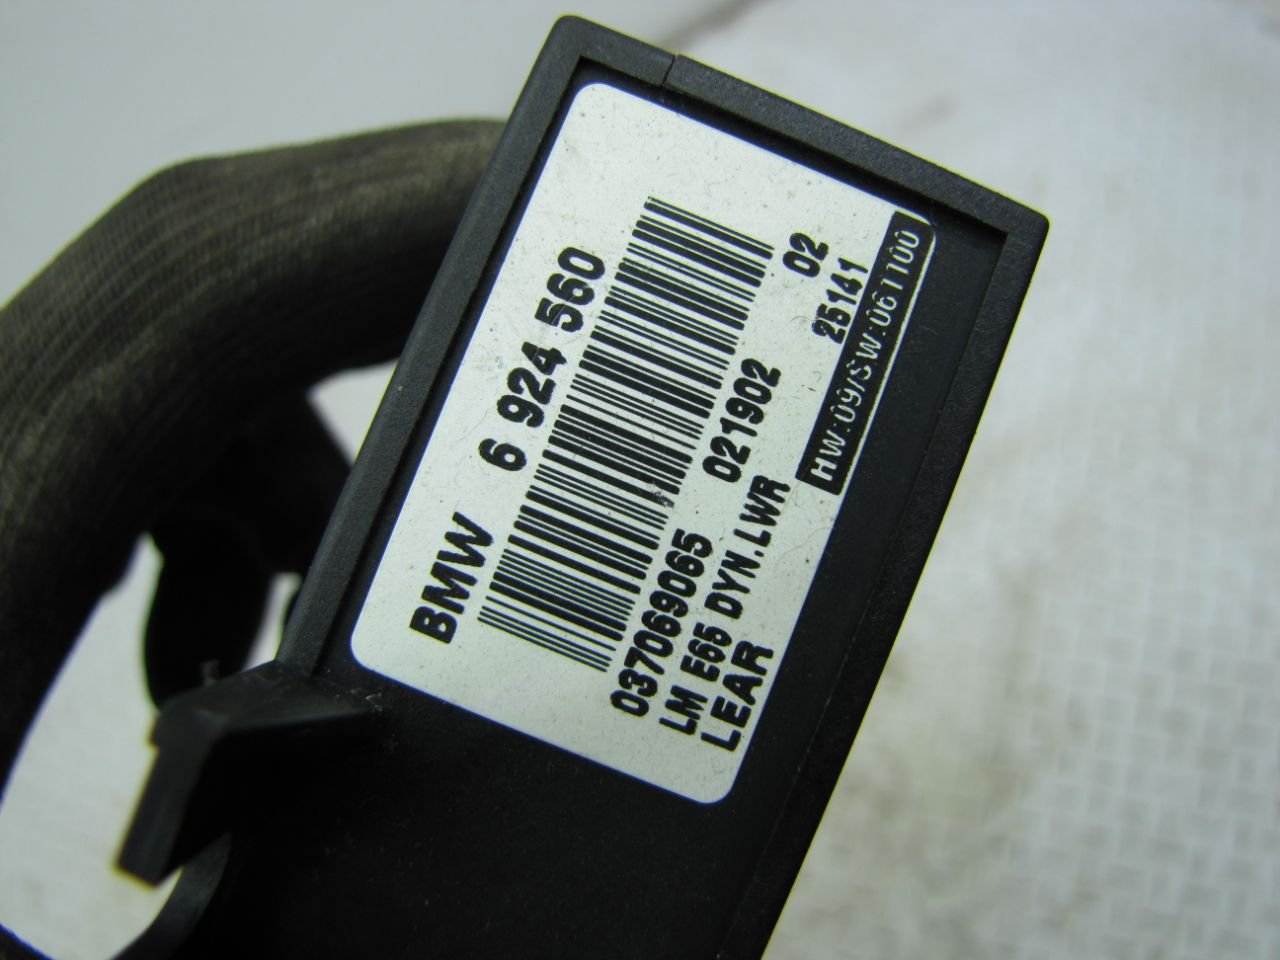 BMW 6 924 560
037069065 021902 02
LM E65 DYN.LWR 25141
LEAR HW:09/SW:061100